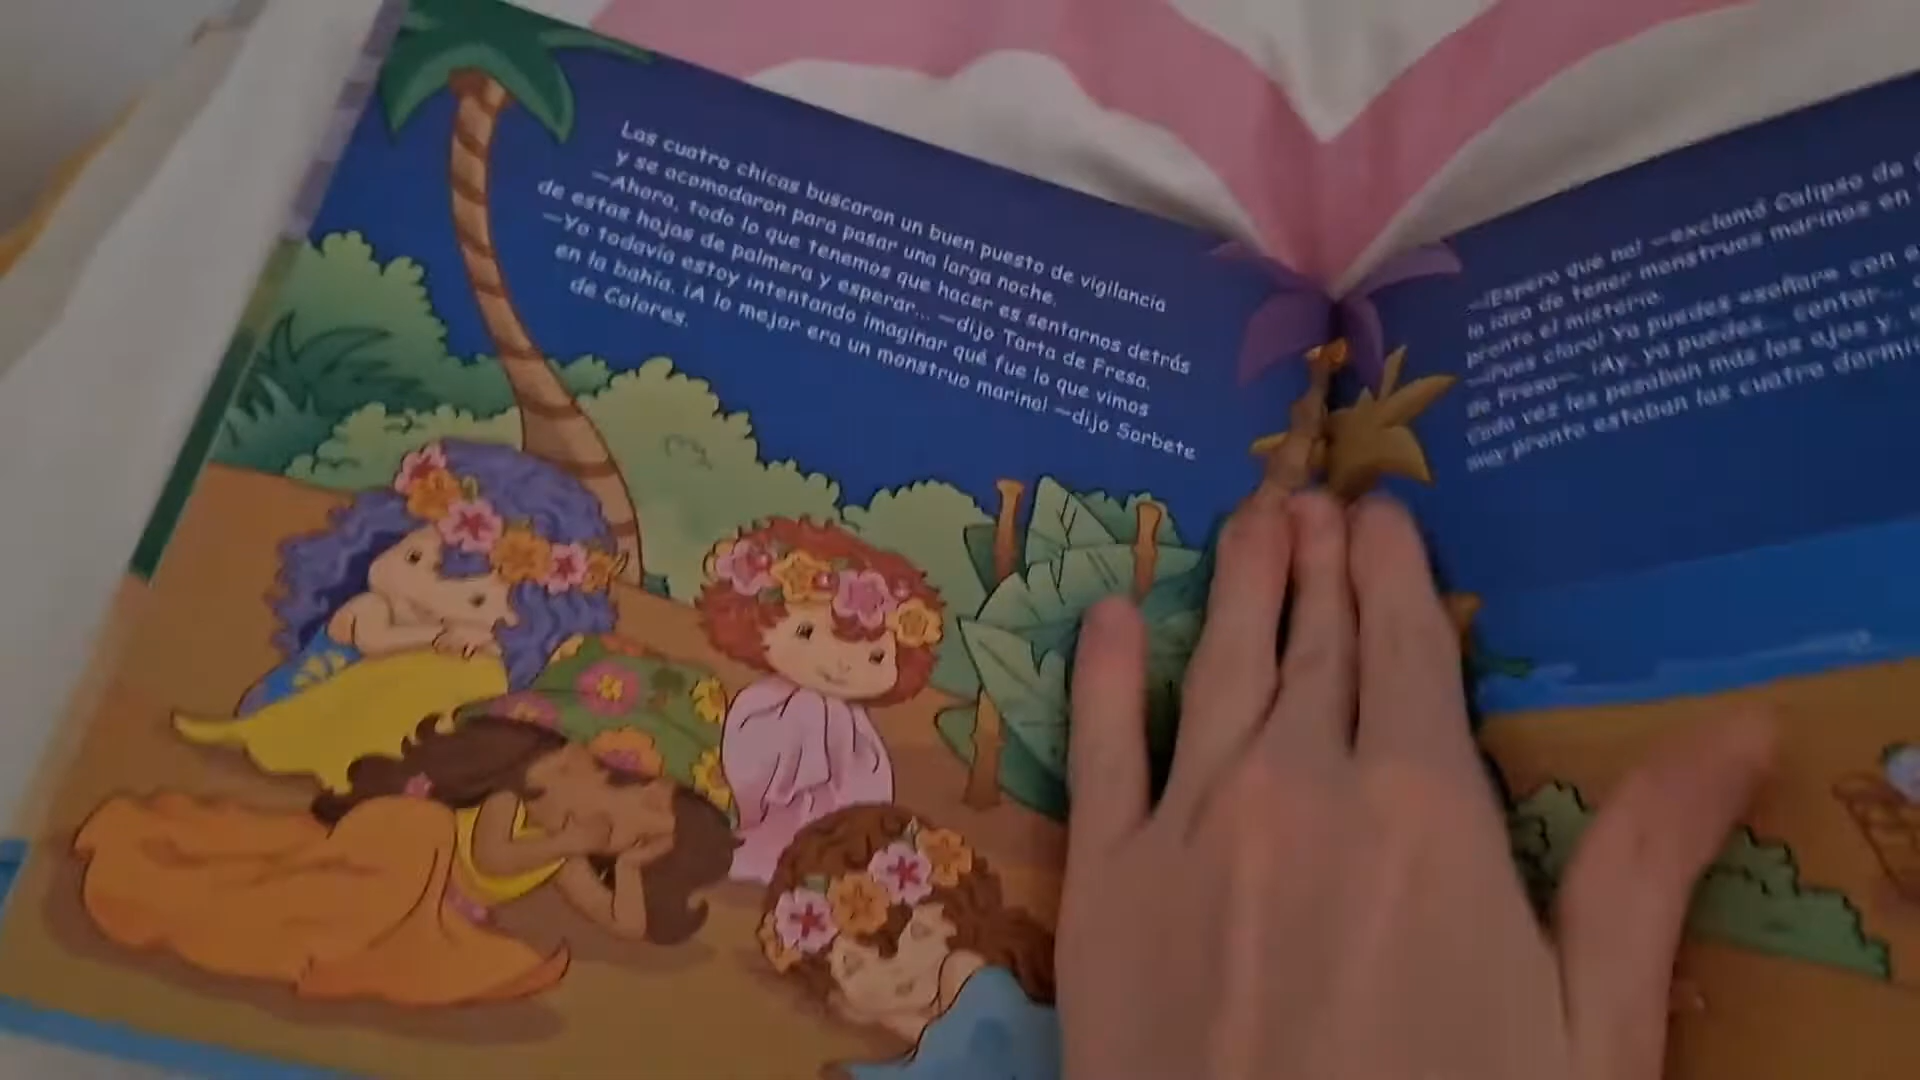 Las cuatro chicas buscaron un buen puesto de vigilancia
y se acomodaron para pasar una larga noche.
—Ahora, todo lo que tenemos que hacer es sentarnos detrás
de estas hojas de palmera y esperar... —dijo Tarta de Fresa.
—Yo todavía estoy intentando imaginar qué fue lo que vimos
en la bahía. ¡A lo mejor era un monstruo marino! —dijo Sorbete
de Colores.
—¡Espero que no! —exclamó Calipso de
la idea de tener monstruos marinos en
pronto el misterio.
—¡Pues claro! Ya puedes «soñar» con e
de Fresa—. ¡Ay, ya puedes... contar...
Cada vez les pesaban más los ojos y,
muy pronto estaban las cuatro dormi